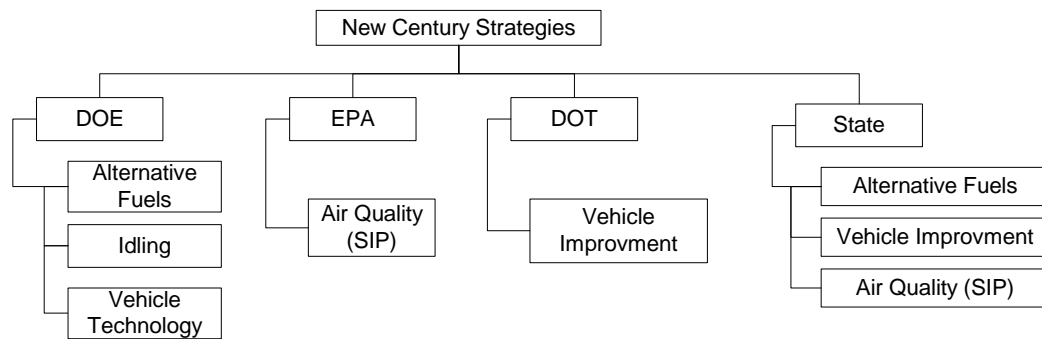 New Century Strategies
DOE
EPA
DOT
State
Alternative
Fuels
Idling
Vehicle
Technology
Air Quality
(SIP)
Vehicle
Improvment
Alternative Fuels
Vehicle Improvment
Air Quality (SIP)